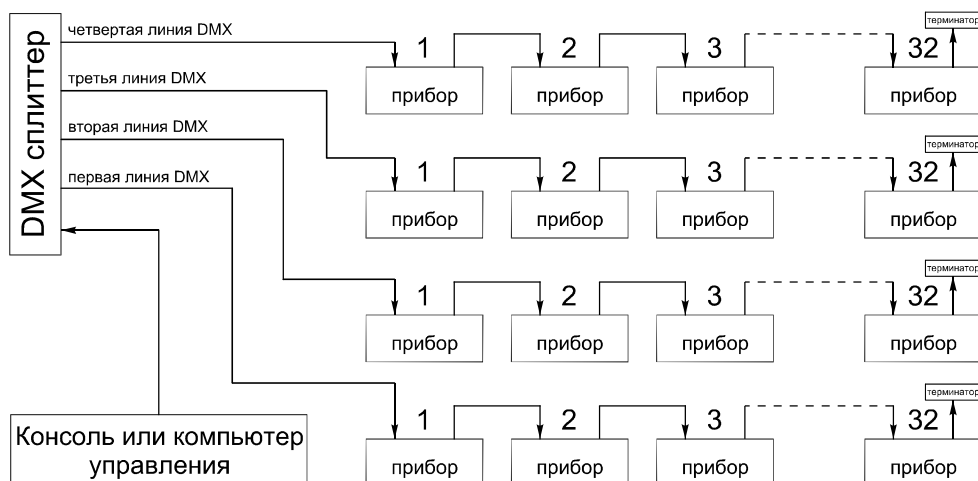 DMX сплиттер
четвертая линия DMX
1
2
3
32
терминатор
прибор
прибор
прибор
прибор
третья линия DMX
1
2
3
32
терминатор
прибор
прибор
прибор
прибор
вторая линия DMX
1
2
3
32
терминатор
прибор
прибор
прибор
прибор
первая линия DMX
1
2
3
32
терминатор
прибор
прибор
прибор
прибор
Консоль или компьютер
управления